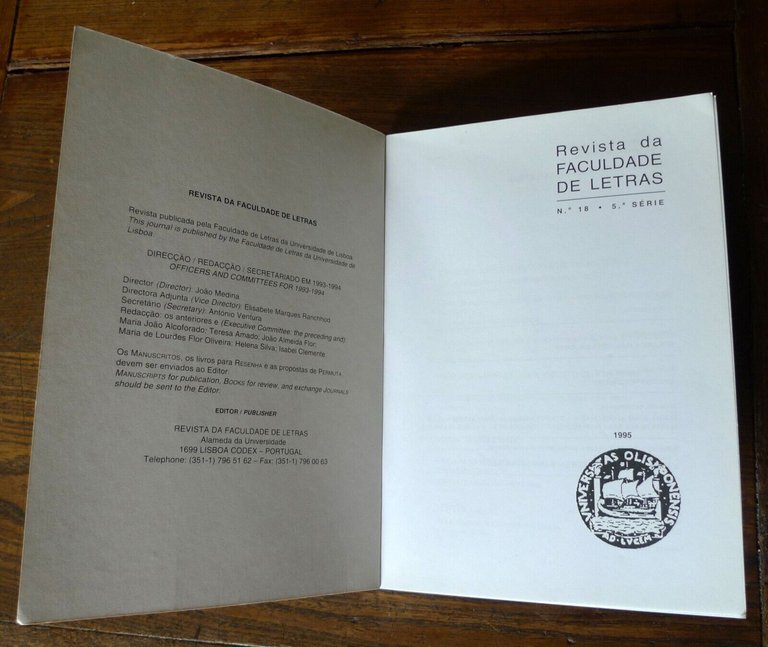 REVISTA DA FACULDADE DE LETRAS
Revista publicada pela Faculdade de Letras da Universidade de Lisboa
This journal is published by the Faculdade de Letras da Universidade de
Lisboa
DIRECÇÃO / REDACÇÃO / SECRETARIADO EM 1993-1994
OFFICERS AND COMMITTEES FOR 1993-1994
Director (Director): João Medina
Directora Adjunta (Vice Director): Elisabete Marques Ranchhod
Secretário (Secretary): António Ventura
Redacção: os anteriores e (Executive Committee: the preceding and):
Maria João Alcoforado; Teresa Amado; João Almeida Flor;
Maria de Lourdes Flor Oliveira; Helena Silva; Isabel Clemente.
Os MANUSCRITOS, os livros para RESENHA e as propostas de PERMUTA
devem ser enviados ao Editor.
MANUSCRIPTS for publication, BOOKS for review, and exchange JOURNALS
should be sent to the Editor.
EDITOR / PUBLISHER
REVISTA DA FACULDADE DE LETRAS
Alameda da Universidade
1699 LISBOA CODEX – PORTUGAL
Telephone: (351-1) 796 51 62 – Fax: (351-1) 796 00 63
Revista da
FACULDADE
DE LETRAS
N.º 18 • 5.ª SÉRIE
1995
UNIVERSITAS OLISIPONENSIS
AD LVCEM